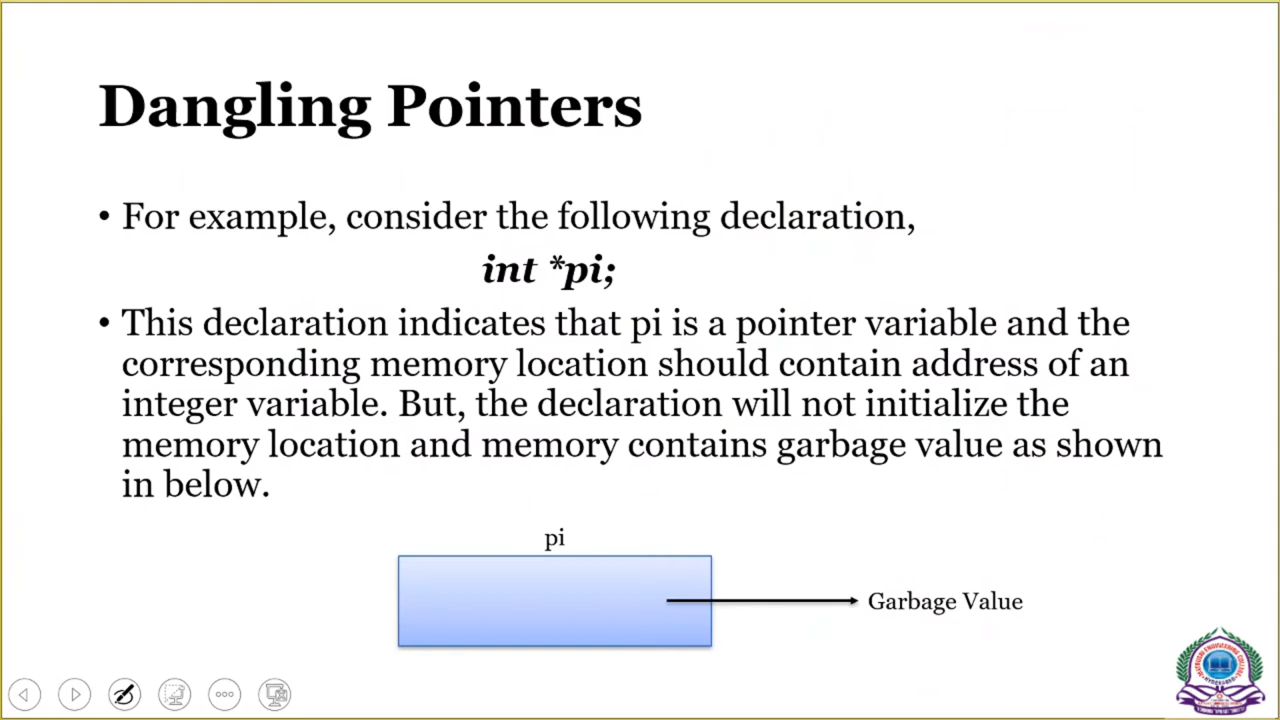 Dangling Pointers
• For example, consider the following declaration,
int *pi;
• This declaration indicates that pi is a pointer variable and the
corresponding memory location should contain address of an
integer variable. But, the declaration will not initialize the
memory location and memory contains garbage value as shown
in below.
pi
Garbage Value